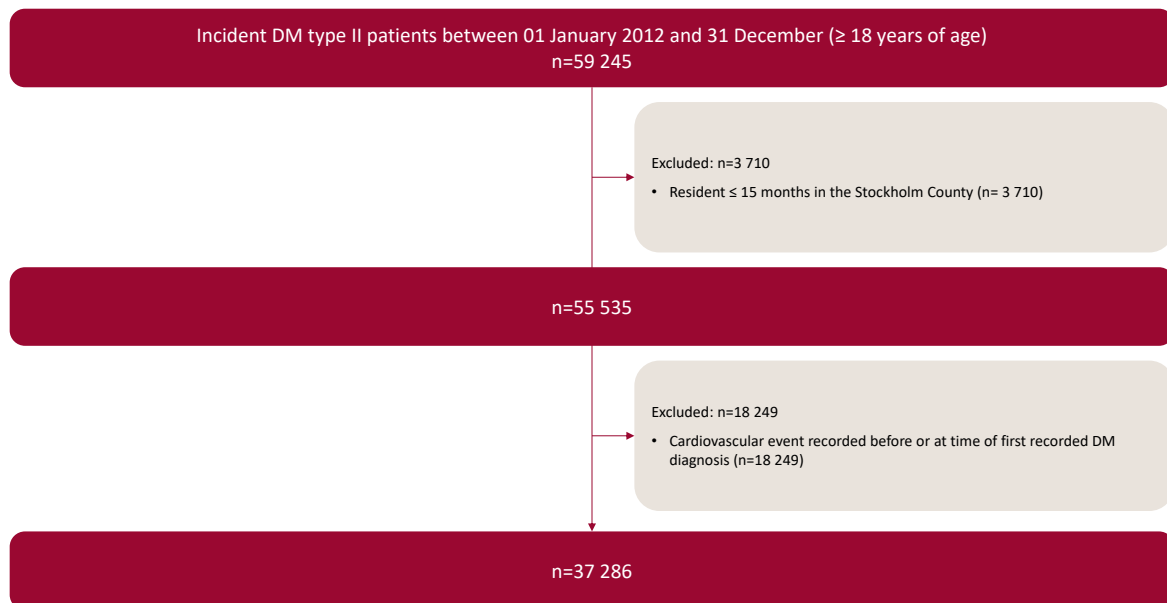 Incident DM type II patients between 01 January 2012 and 31 December (≥ 18 years of age)
n=59 245
Excluded: n=3 710
• Resident ≤ 15 months in the Stockholm County (n= 3 710)
n=55 535
Excluded: n=18 249
• Cardiovascular event recorded before or at time of first recorded DM
diagnosis (n=18 249)
n=37 286